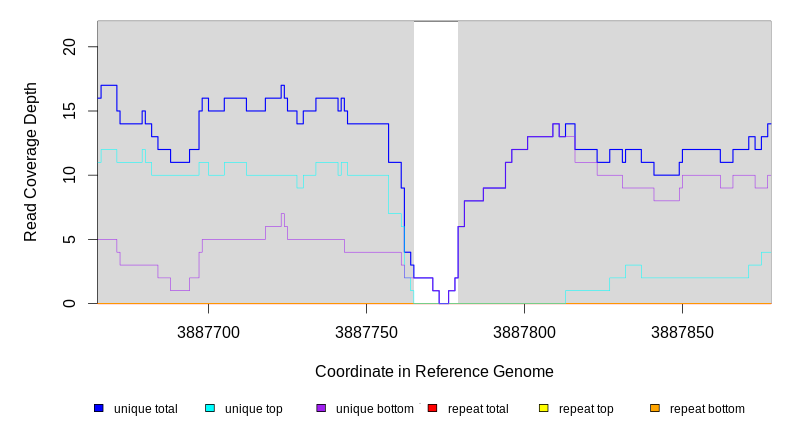 20
15
10
5
0
Read Coverage Depth
3887700 3887750 3887800 3887850
Coordinate in Reference Genome
unique total unique top unique bottom repeat total repeat top repeat bottom